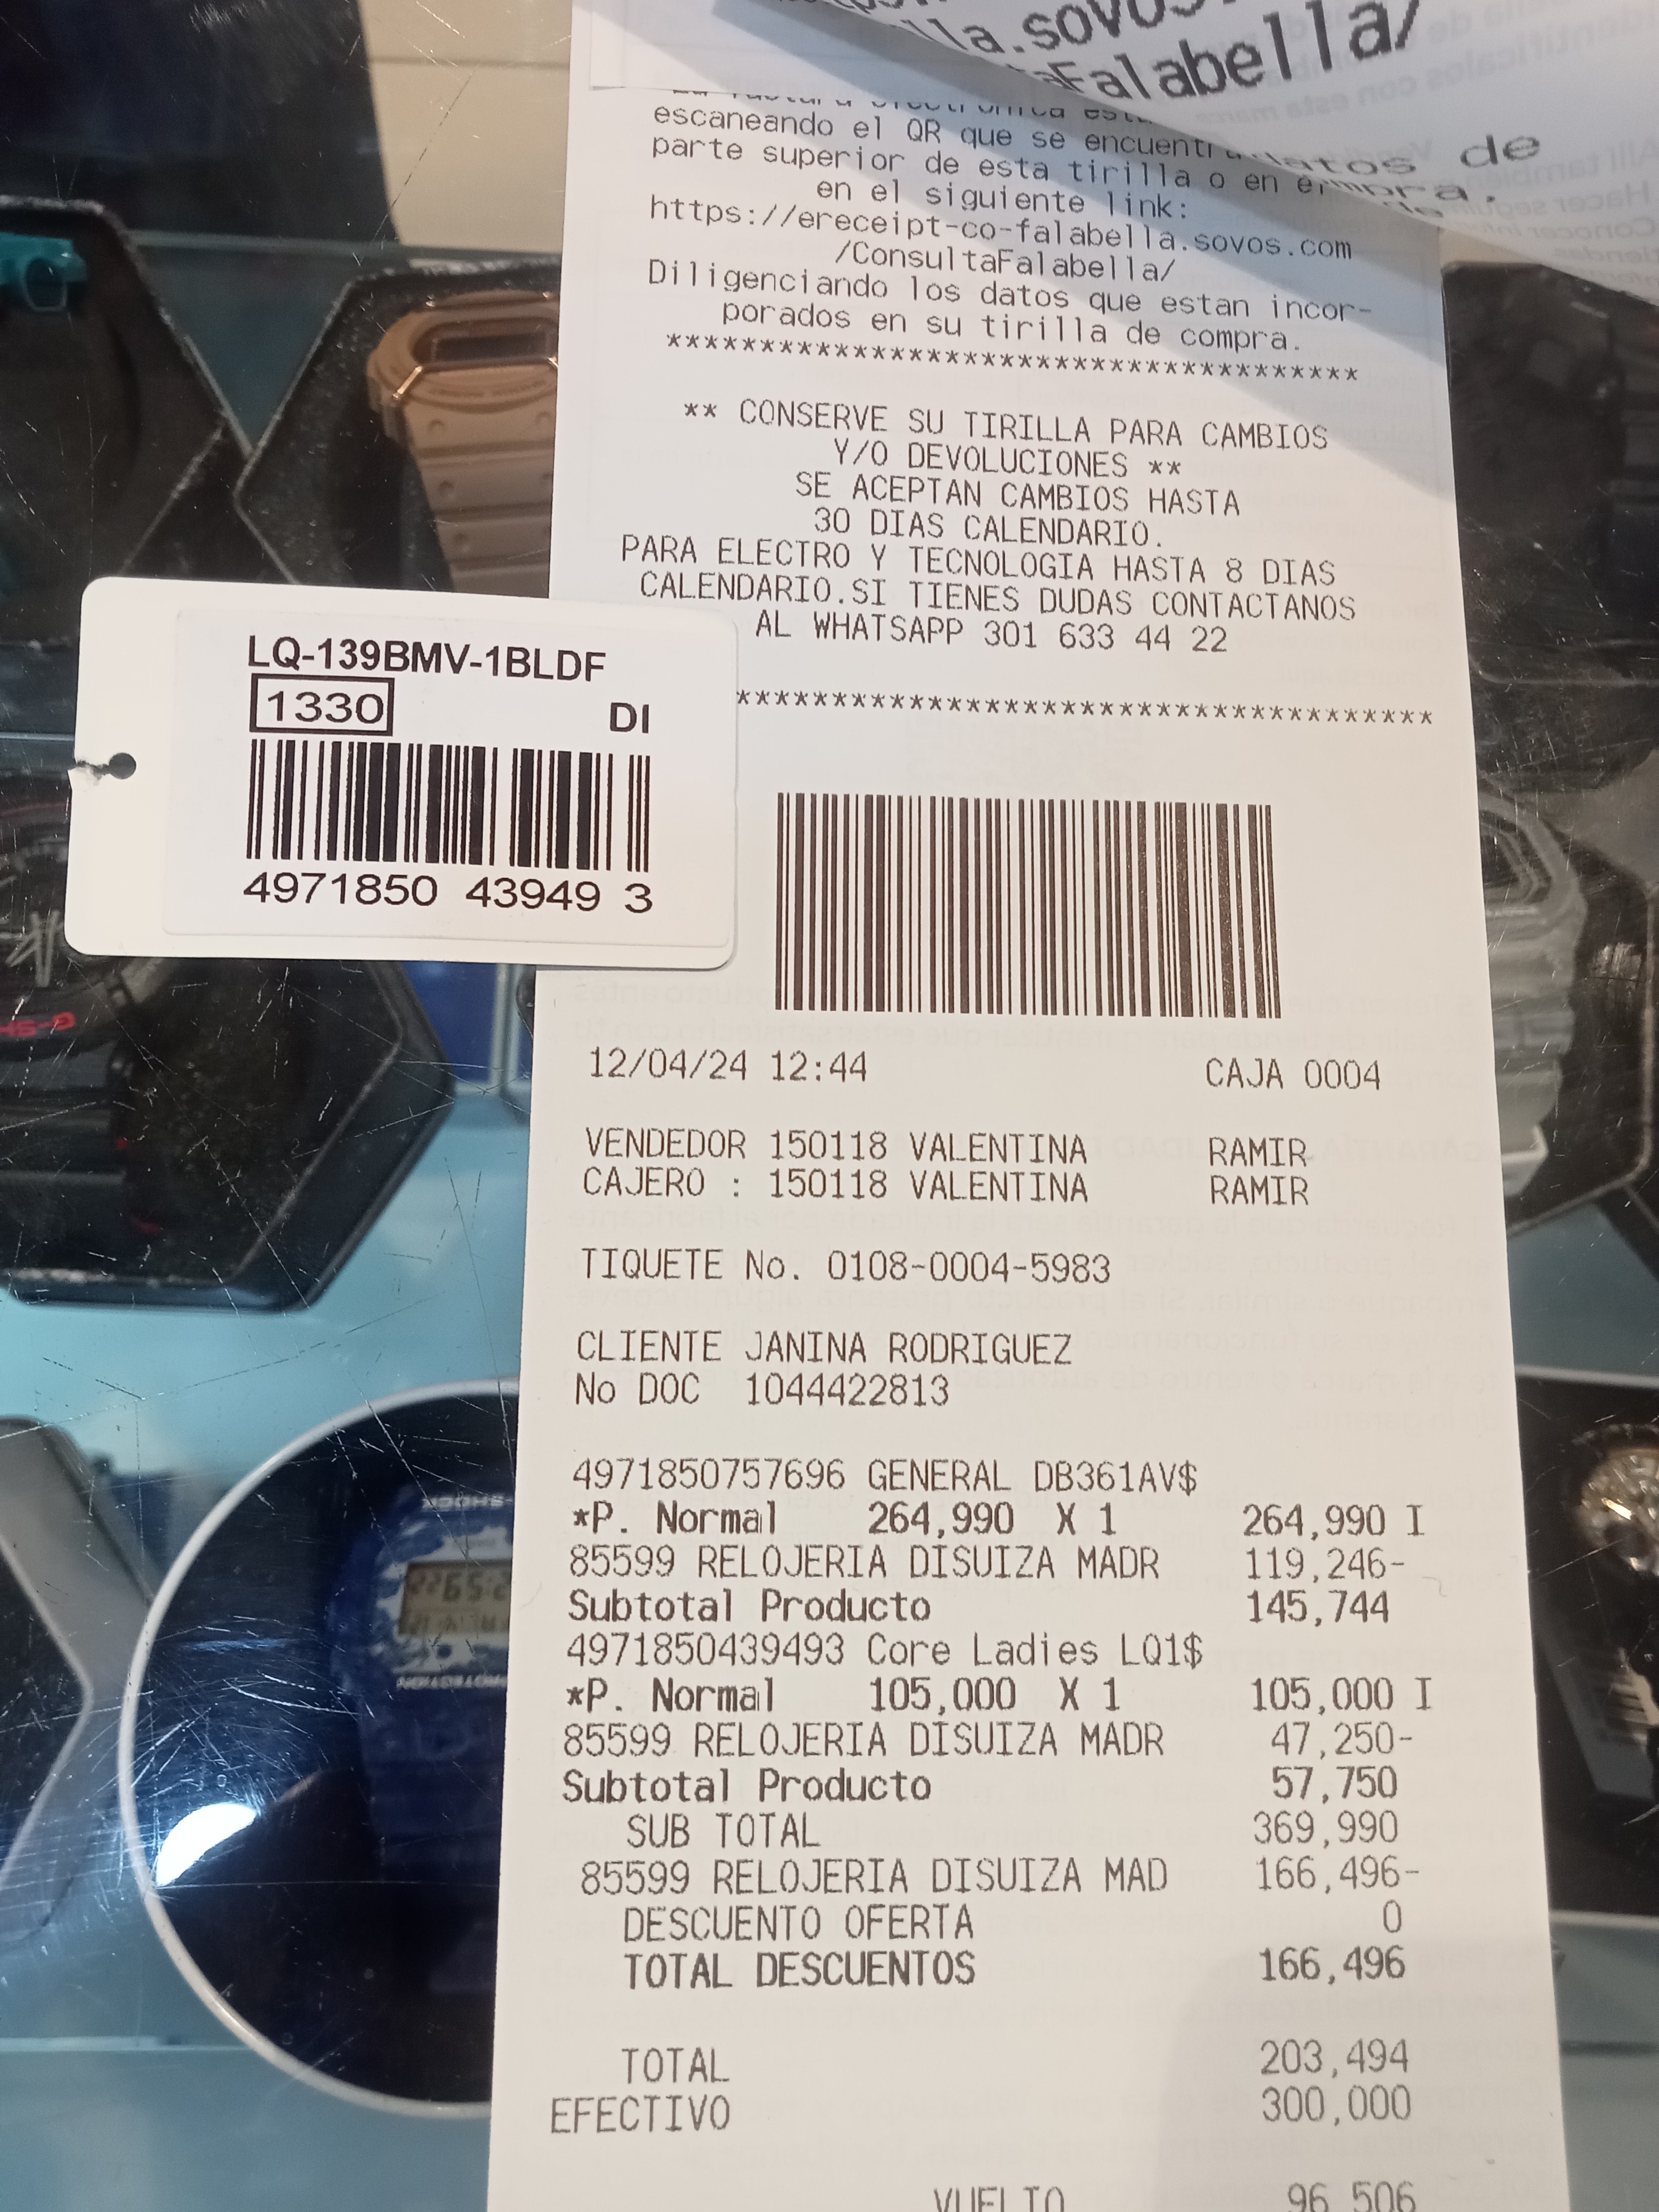 lla.sovos.
taFalabella/
datos de
escaneando el QR que se
parte superior de esta tirilla o en
en el siguiente link:
https://ereceipt-co-falabella.sovos.com
/ConsultaFalabella/
Diligenciando los datos que estan incor-
porados en su tirilla de compra.
*************************************
** CONSERVE SU TIRILLA PARA CAMBIOS
Y/O DEVOLUCIONES **
SE ACEPTAN CAMBIOS HASTA
30 DIAS CALENDARIO.
PARA ELECTRO Y TECNOLOGIA HASTA 8 DIAS
CALENDARIO.SI TIENES DUDAS CONTACTANOS
AL WHATSAPP 301 633 44 22
*************************************
LQ-139BMV-1BLDF
1330 DI
4971850 43949 3
12/04/24 12:44 CAJA 0004
VENDEDOR 150118 VALENTINA RAMIR
CAJERO : 150118 VALENTINA RAMIR
TIQUETE No. 0108-0004-5983
CLIENTE JANINA RODRIGUEZ
No DOC 1044422813
4971850757696 GENERAL DB361AV$
*P. Normal 264,990 X 1 264,990 I
85599 RELOJERIA DISUIZA MADR 119,246-
Subtotal Producto 145,744
4971850439493 Core Ladies LQ1$
*P. Normal 105,000 X 1 105,000 I
85599 RELOJERIA DISUIZA MADR 47,250-
Subtotal Producto 57,750
SUB TOTAL 369,990
85599 RELOJERIA DISUIZA MAD 166,496-
DESCUENTO OFERTA 0
TOTAL DESCUENTOS 166,496
TOTAL 203,494
EFECTIVO 300,000
VUELTO 96,506